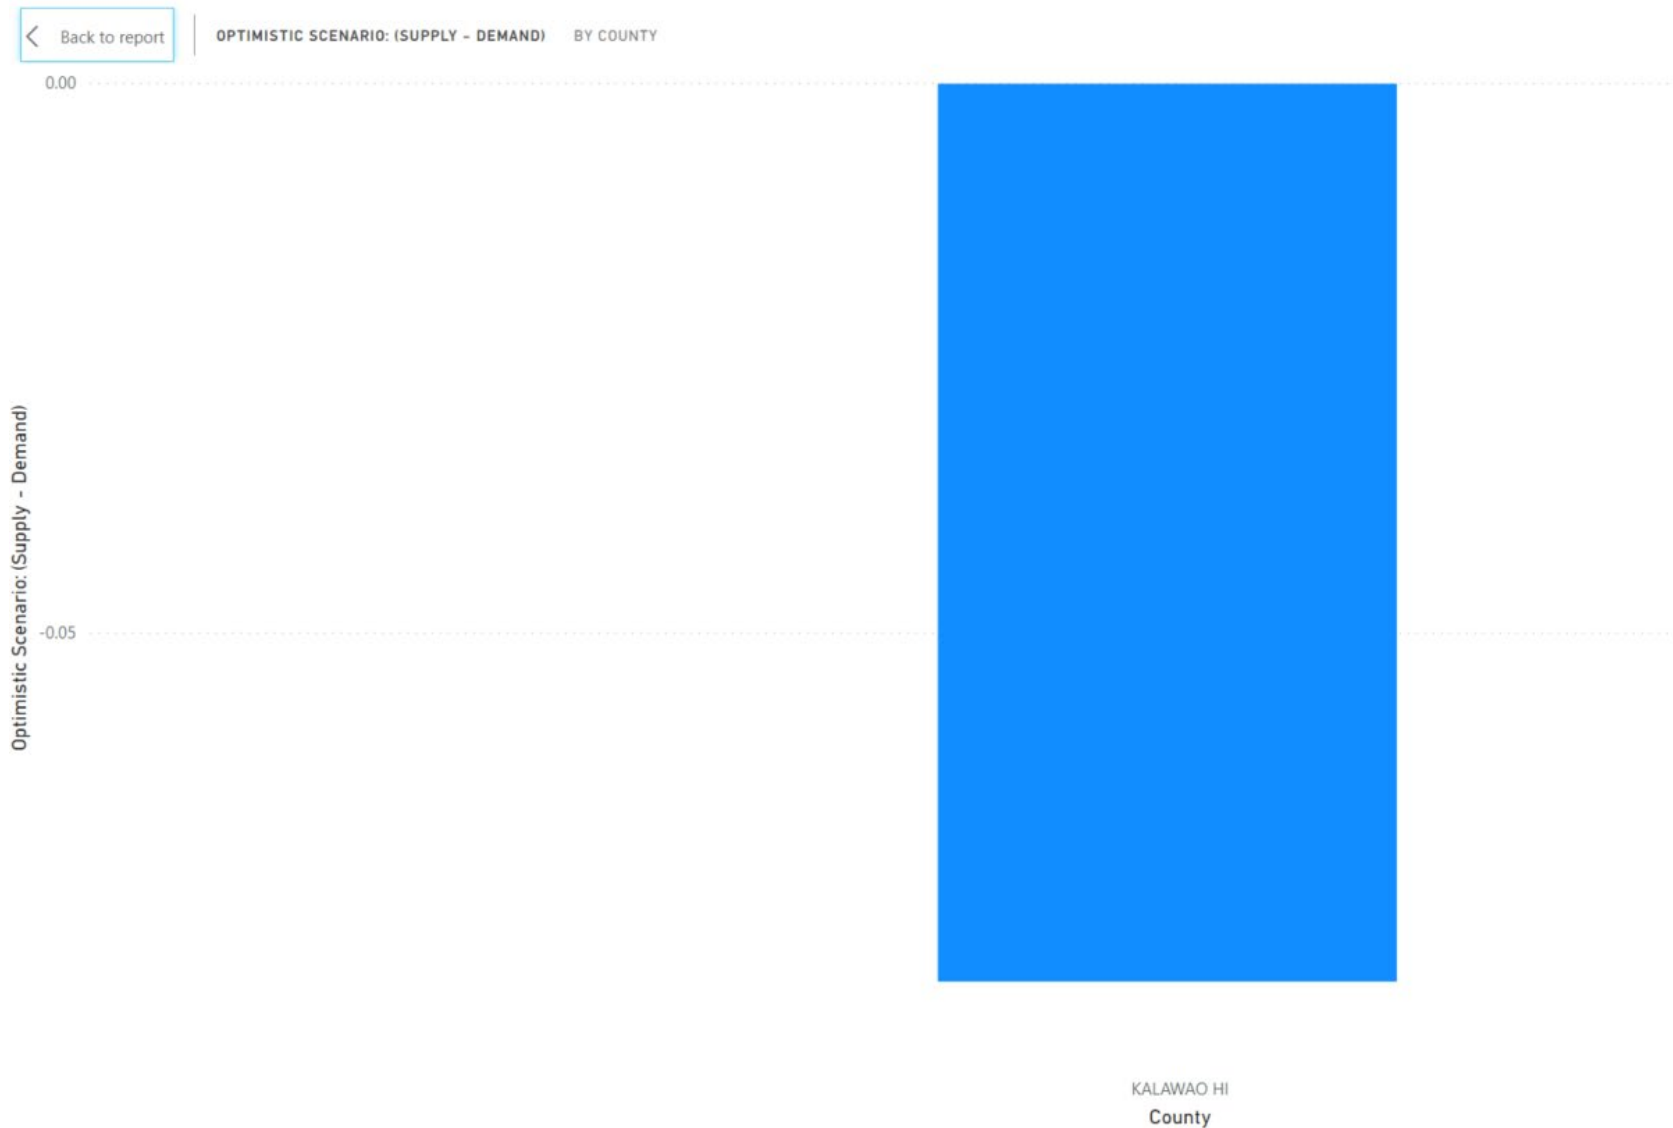 Back to report
OPTIMISTIC SCENARIO: (SUPPLY - DEMAND) BY COUNTY
0.00
-0.05
Optimistic Scenario: (Supply - Demand)
KALAWAO HI
County